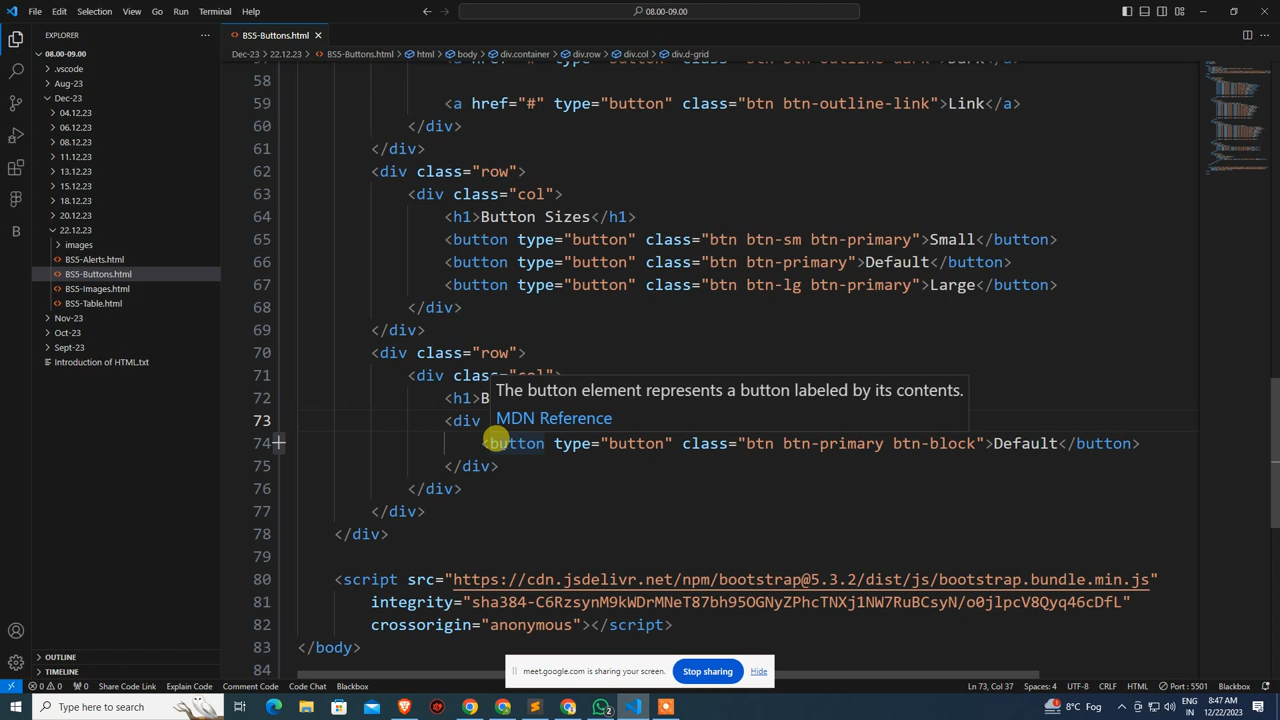 File Edit Selection View Go Run Terminal Help
08.00-09.00
EXPLORER
BS5-Buttons.html
08.00-09.00
Dec-23 > 22.12.23 > BS5-Buttons.html > html > body > div.container > div.row > div.col > div.d-grid
.vscode
Aug-23
Dec-23
04.12.23
06.12.23
08.12.23
11.12.23
13.12.23
15.12.23
18.12.23
20.12.23
22.12.23
images
BS5-Alerts.html
BS5-Buttons.html
BS5-Images.html
BS5-Table.html
Nov-23
Oct-23
Sept-23
Introduction of HTML.txt
OUTLINE
TIMELINE
58
59 <a href="#" type="button" class="btn btn-outline-link">Link</a>
60 </div>
61 </div>
62 <div class="row">
63 <div class="col">
64 <h1>Button Sizes</h1>
65 <button type="button" class="btn btn-sm btn-primary">Small</button>
66 <button type="button" class="btn btn-primary">Default</button>
67 <button type="button" class="btn btn-lg btn-primary">Large</button>
68 </div>
69 </div>
70 <div class="row">
71 <div class="col">
The button element represents a button labeled by its contents.
72 <h1>B
MDN Reference
73 <div
74 <button type="button" class="btn btn-primary btn-block">Default</button>
75 </div>
76 </div>
77 </div>
78 </div>
79
80 <script src="https://cdn.jsdelivr.net/npm/bootstrap@5.3.2/dist/js/bootstrap.bundle.min.js"
81 integrity="sha384-C6RzsynM9kWDrMNeT87bh95OGNyZPhcTNXj1NW7RuBCsyN/o0jlpcV8Qyq46cDfL"
82 crossorigin="anonymous"></script>
83 </body>
84
meet.google.com is sharing your screen. Stop sharing Hide
0 0 0 Share Code Link Explain Code Comment Code Code Chat Blackbox
Ln 73, Col 37 Spaces: 4 UTF-8 CRLF HTML Port : 5501 Blackbox
Type here to search
2
8°C Fog
ENG
IN
8:47 AM
12/22/2023